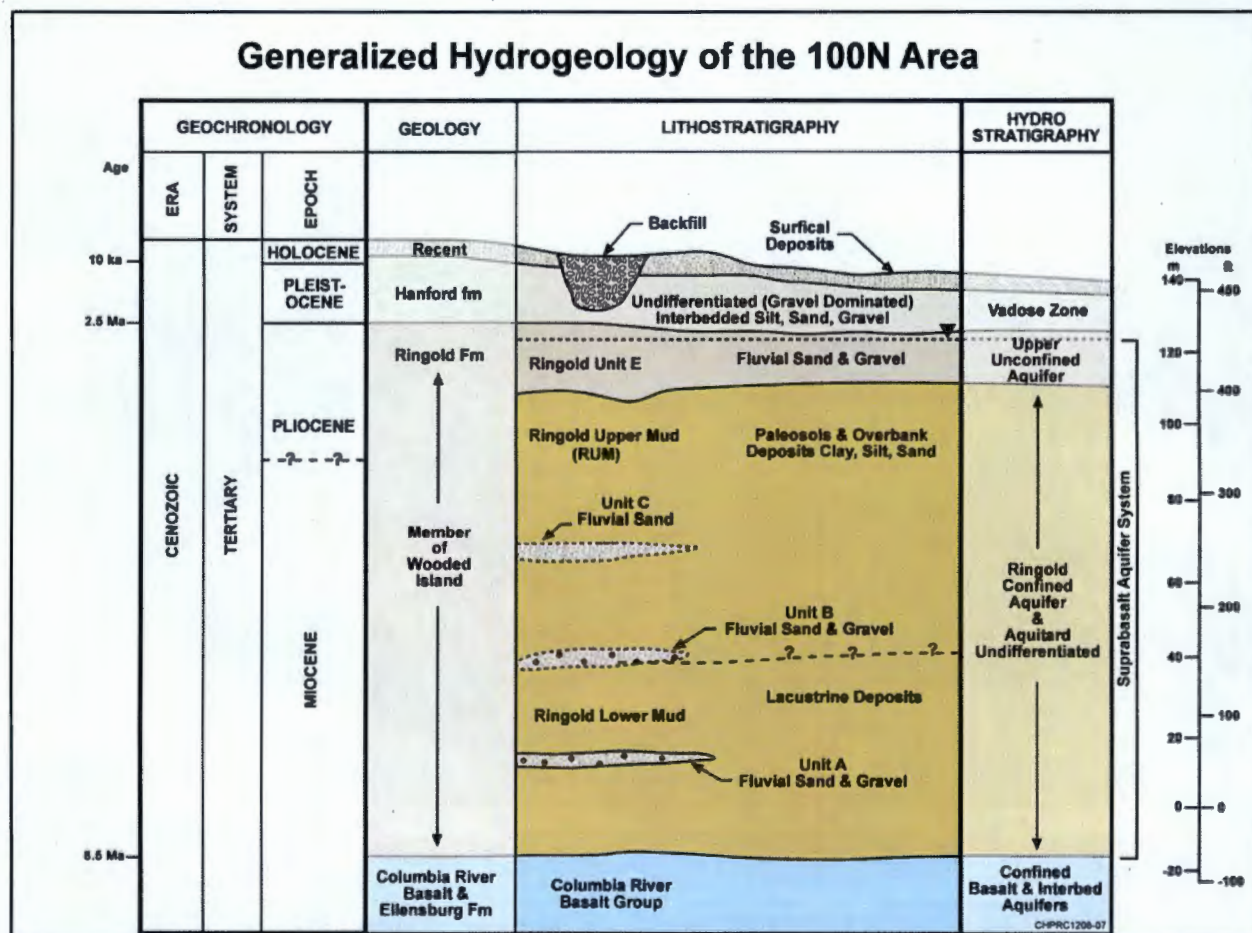 Generalized Hydrogeology of the 100N Area
GEOCHRONOLOGY
GEOLOGY
LITHOSTRATIGRAPHY
HYDRO
STRATIGRAPHY
Age
ERA
SYSTEM
EPOCH
Backfill
Surfical
Deposits
Elevations
m
ft
HOLOCENE
Recent
10 ka
PLEIST-
OCENE
Hanford fm
Undifferentiated (Gravel Dominated)
Interbedded Silt, Sand, Gravel
Vadose Zone
2.5 Ma
Ringold Fm
Ringold Unit E
Fluvial Sand & Gravel
Upper
Unconfined
Aquifer
PLIOCENE
-?- -?-
Ringold Upper Mud
(RUM)
Paleosols & Overbank
Deposits Clay, Silt, Sand
Unit C
Fluvial Sand
CENOZOIC
TERTIARY
Member
of
Wooded
Island
Ringold
Confined
Aquifer
&
Aquitard
Undifferentiated
Suprabasalt Aquifer System
Unit B
Fluvial Sand & Gravel
? ? ?
MIOCENE
Lacustrine Deposits
Ringold Lower Mud
Unit A
Fluvial Sand & Gravel
Columbia River
Basalt &
Ellensburg Fm
Columbia River
Basalt Group
Confined
Basalt & Interbed
Aquifers
140
450
120
400
100
80
300
60
200
40
20
100
0
0
-20
-100
CHPRC1208-07